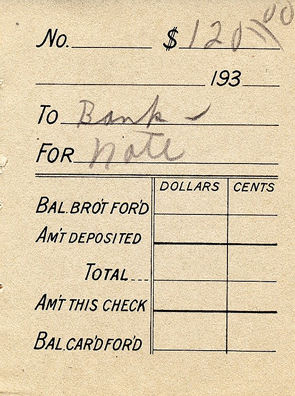 No. $ 120.00
193
To Bank
For Note
DOLLARS CENTS
BAL. BRO'T FOR'D
AM'T DEPOSITED
TOTAL
AM'T THIS CHECK
BAL. CAR'D FOR'D